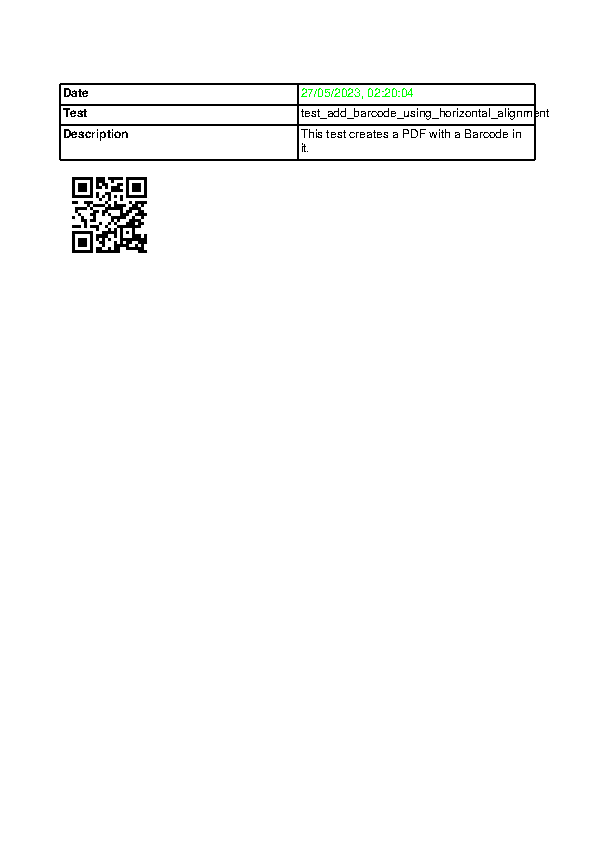 Date 27/05/2023, 02:20:04
Test test_add_barcode_using_horizontal_alignment
Description This test creates a PDF with a Barcode in
it.